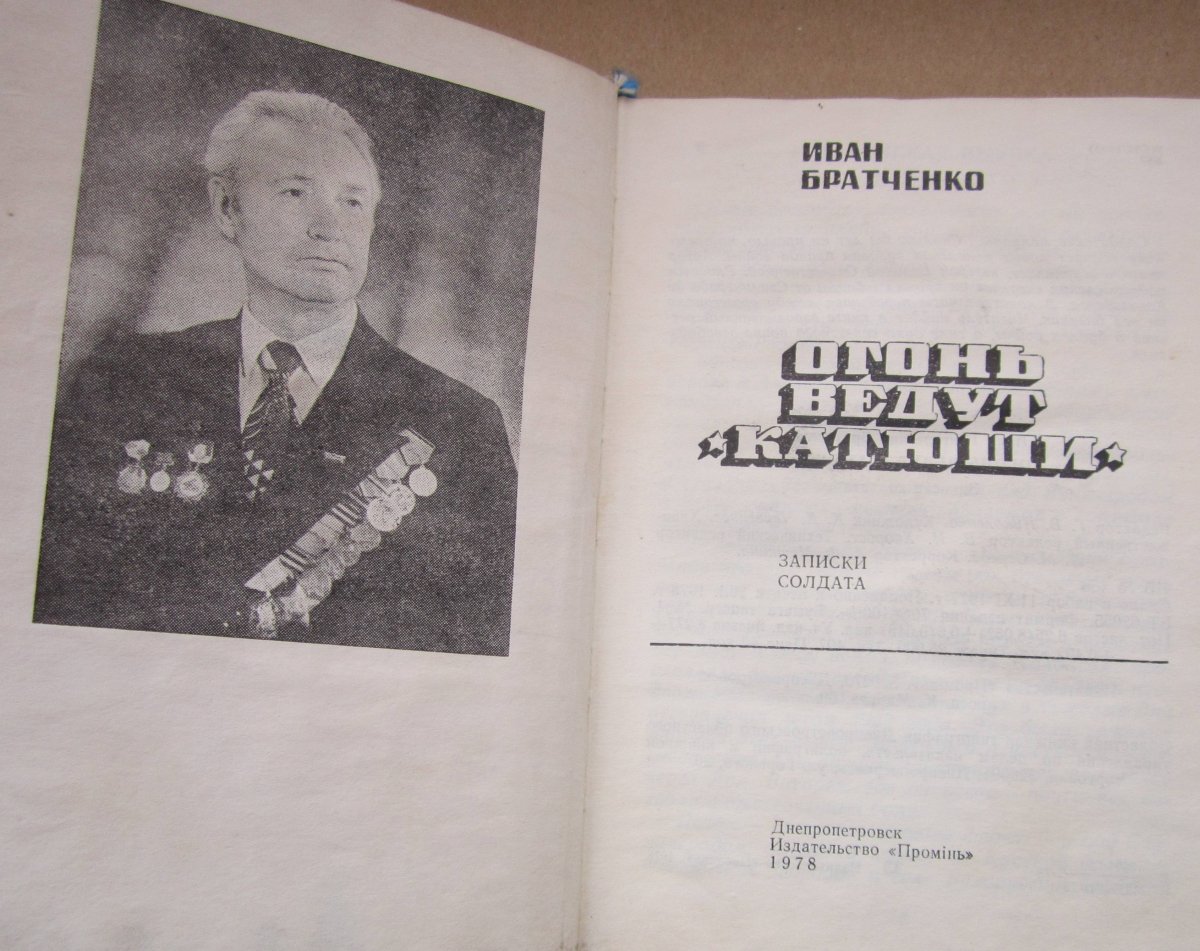 ИВАН
БРАТЧЕНКО
ОГОНЬ
ВЕДУТ
«КАТЮШИ»
ЗАПИСКИ
СОЛДАТА
Днепропетровск
Издательство «Промінь»
1978